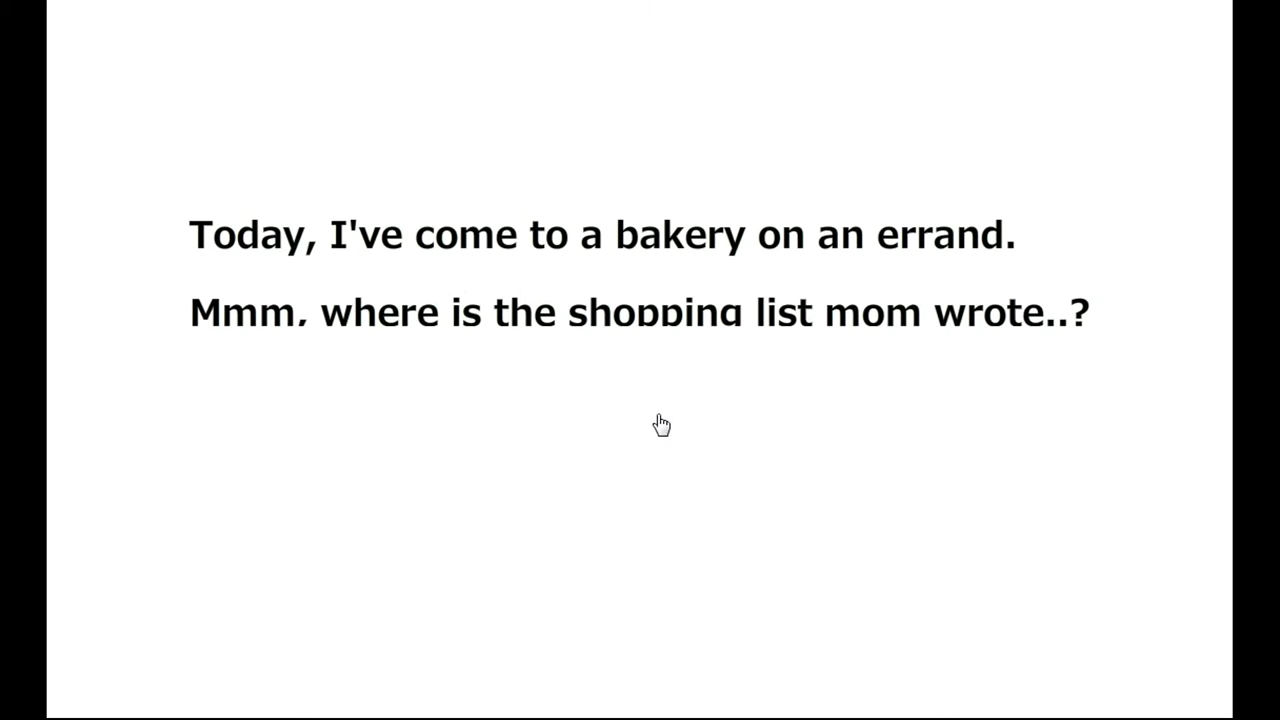 Today, I've come to a bakery on an errand.
Mmm, where is the shopping list mom wrote..?